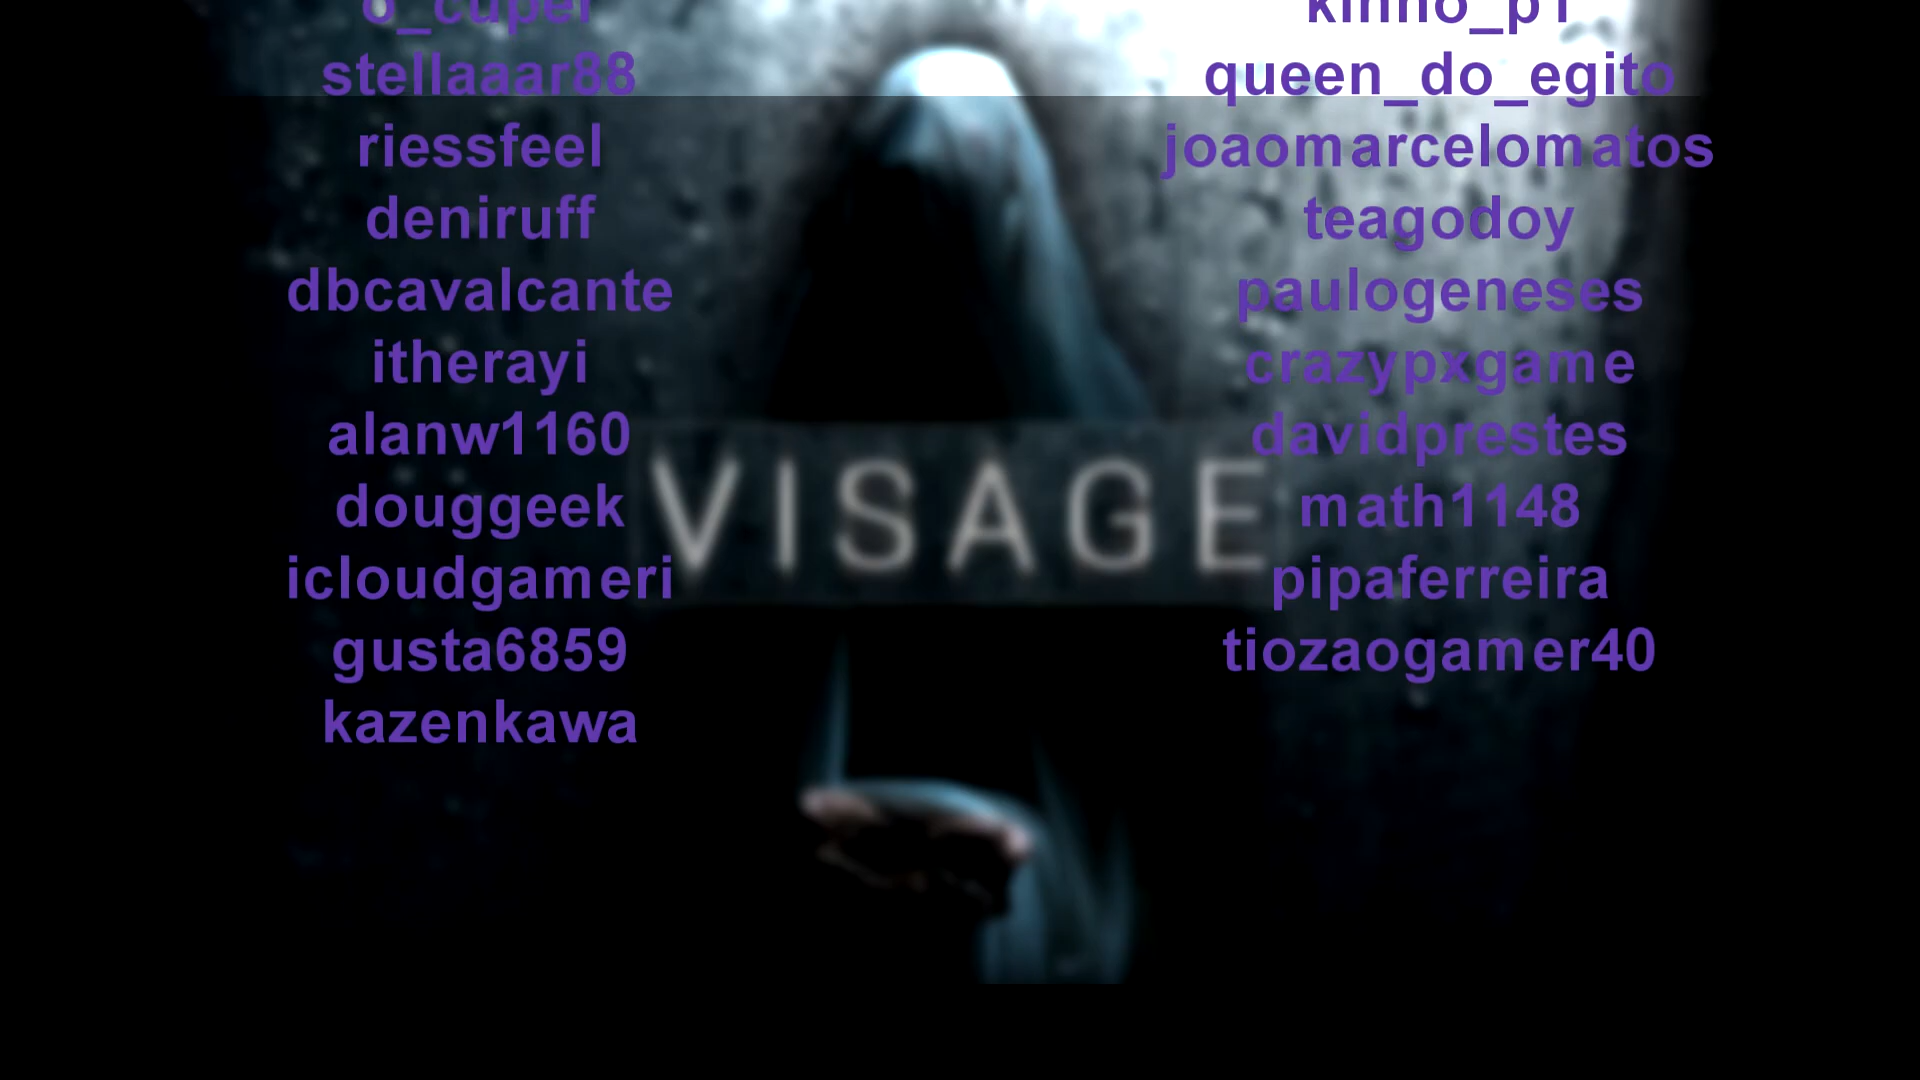 o_cuper
stellaaar88
riessfeel
deniruff
dbcavalcante
itherayi
alanw1160
douggeek
icloudgameri
gusta6859
kazenkawa
VISAGE
queen_do_egito
joaomarcelomatos
teagodoy
paulogeneses
crazypxgame
davidprestes
math1148
pipaferreira
tiozaogamer40